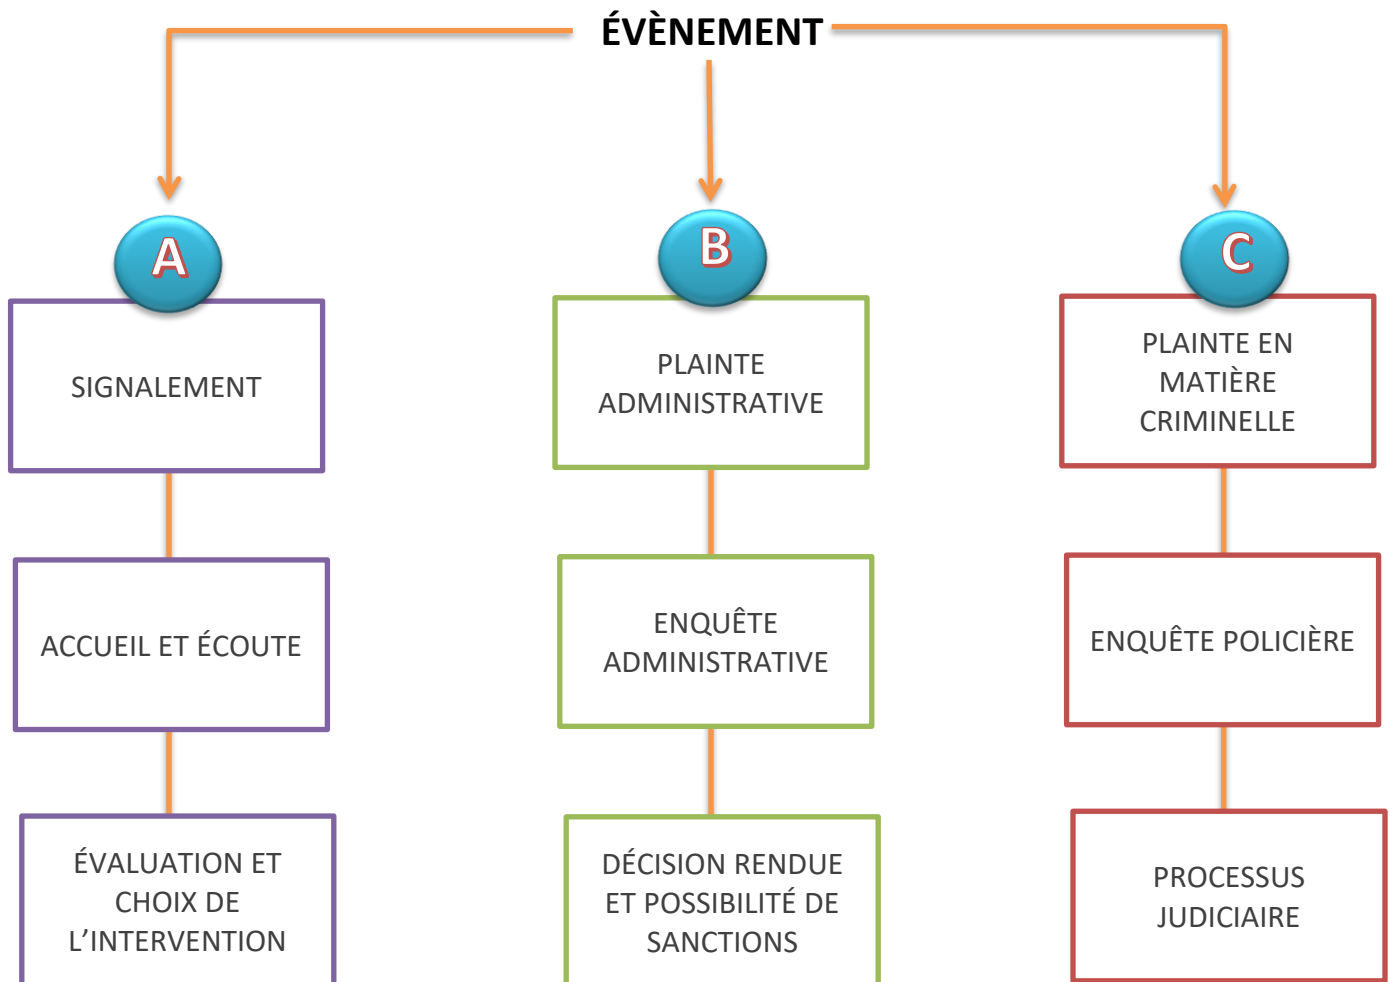 ÉVÈNEMENT
A
SIGNALEMENT
ACCUEIL ET ÉCOUTE
ÉVALUATION ET
CHOIX DE
L’INTERVENTION
B
PLAINTE
ADMINISTRATIVE
ENQUÊTE
ADMINISTRATIVE
DÉCISION RENDUE
ET POSSIBILITÉ DE
SANCTIONS
C
PLAINTE EN
MATIÈRE
CRIMINELLE
ENQUÊTE POLICIÈRE
PROCESSUS
JUDICIAIRE